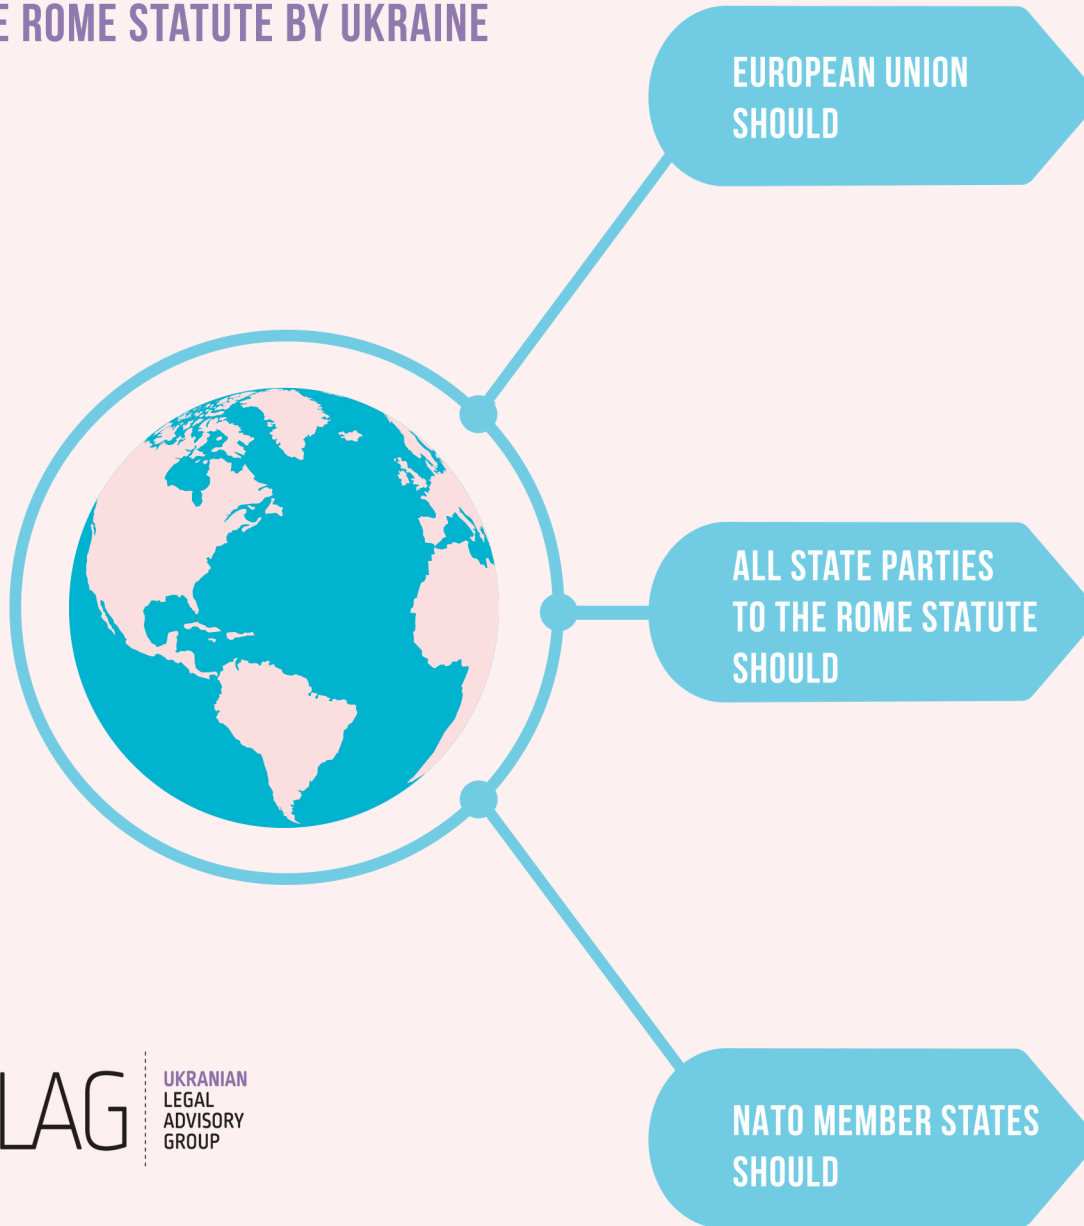 E ROME STATUTE BY UKRAINE
EUROPEAN UNION
SHOULD
ALL STATE PARTIES
TO THE ROME STATUTE
SHOULD
NATO MEMBER STATES
SHOULD
LAG
UKRANIAN
LEGAL
ADVISORY
GROUP